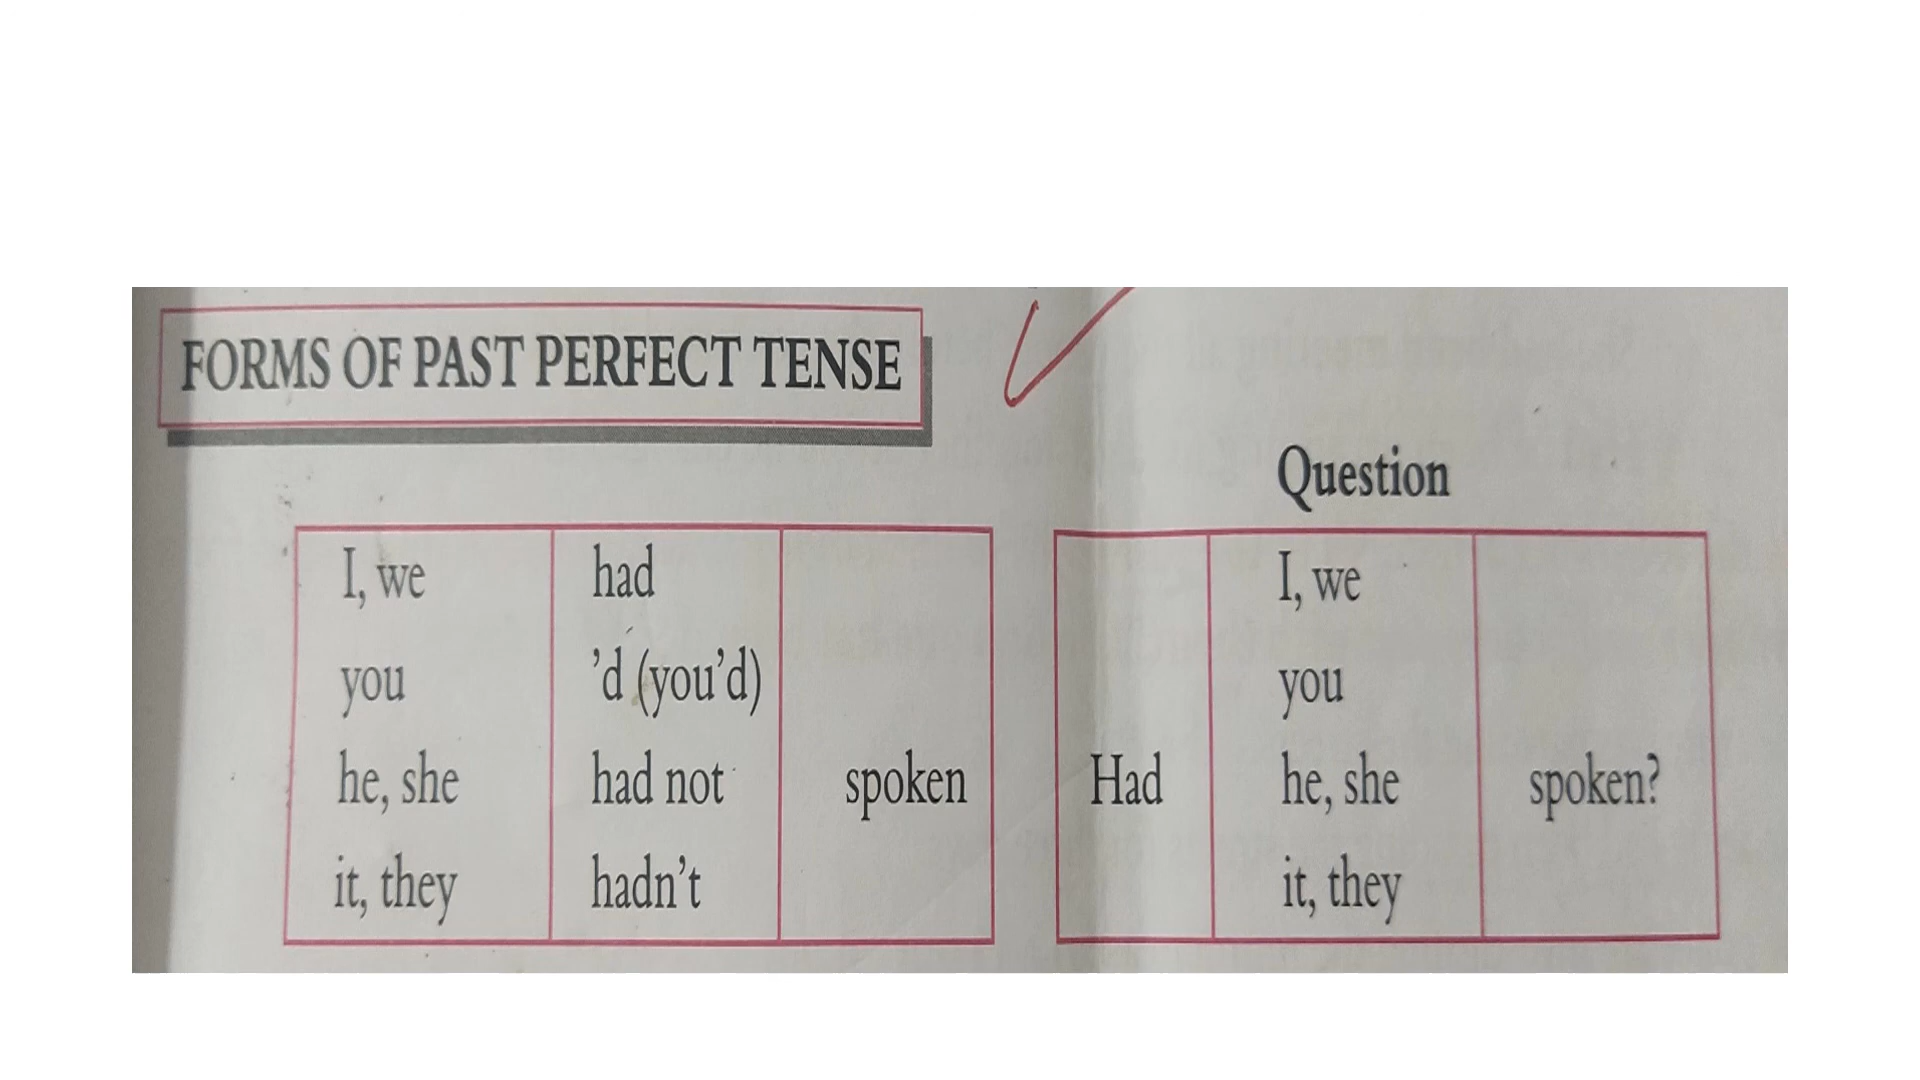 FORMS OF PAST PERFECT TENSE
I, we had
you ’d (you’d)
he, she had not spoken
it, they hadn’t
Question
I, we
you
Had he, she spoken?
it, they